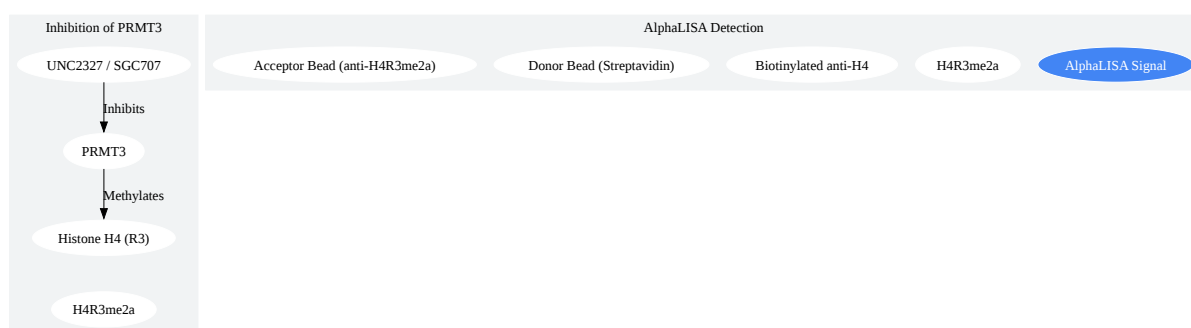 Inhibition of PRMT3
UNC2327 / SGC707
Inhibits
PRMT3
Methylates
Histone H4 (R3)
H4R3me2a
AlphaLISA Detection
Acceptor Bead (anti-H4R3me2a)
Donor Bead (Streptavidin)
Biotinylated anti-H4
H4R3me2a
AlphaLISA Signal